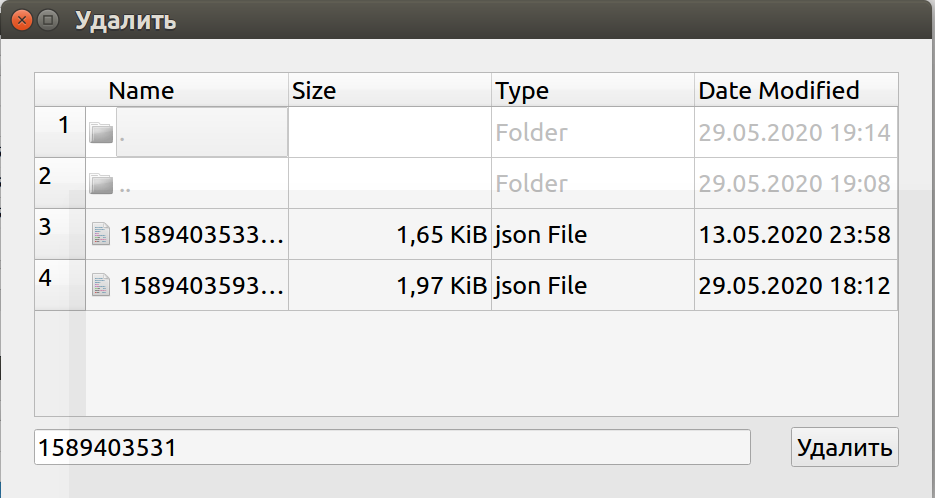 Удалить
Name Size Type Date Modified
1 . Folder 29.05.2020 19:14
2 .. Folder 29.05.2020 19:08
3 1589403533... 1,65 KiB json File 13.05.2020 23:58
4 1589403593... 1,97 KiB json File 29.05.2020 18:12
1589403531 Удалить